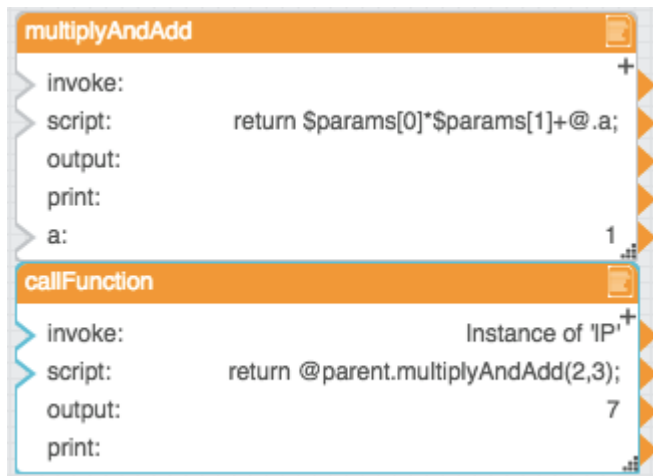 multiplyAndAdd
+
invoke:
script: return $params[0]*$params[1]+@.a;
output:
print:
a: 1
callFunction
+
invoke: Instance of 'IP'
script: return @parent.multiplyAndAdd(2,3);
output: 7
print: